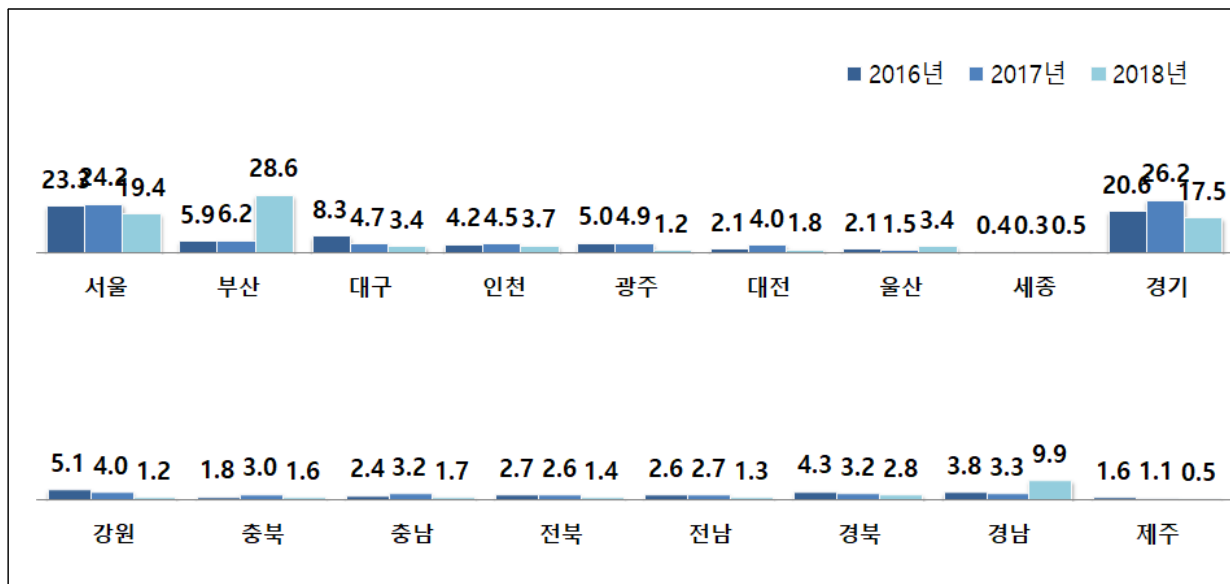 2016년 2017년 2018년
23.3 24.2 19.4 5.9 6.2 28.6 8.3 4.7 3.4 4.2 4.5 3.7 5.0 4.9 1.2 2.1 4.0 1.8 2.1 1.5 3.4 0.4 0.3 0.5 20.6 26.2 17.5
서울 부산 대구 인천 광주 대전 울산 세종 경기
5.1 4.0 1.2 1.8 3.0 1.6 2.4 3.2 1.7 2.7 2.6 1.4 2.6 2.7 1.3 4.3 3.2 2.8 3.8 3.3 9.9 1.6 1.1 0.5
강원 충북 충남 전북 전남 경북 경남 제주